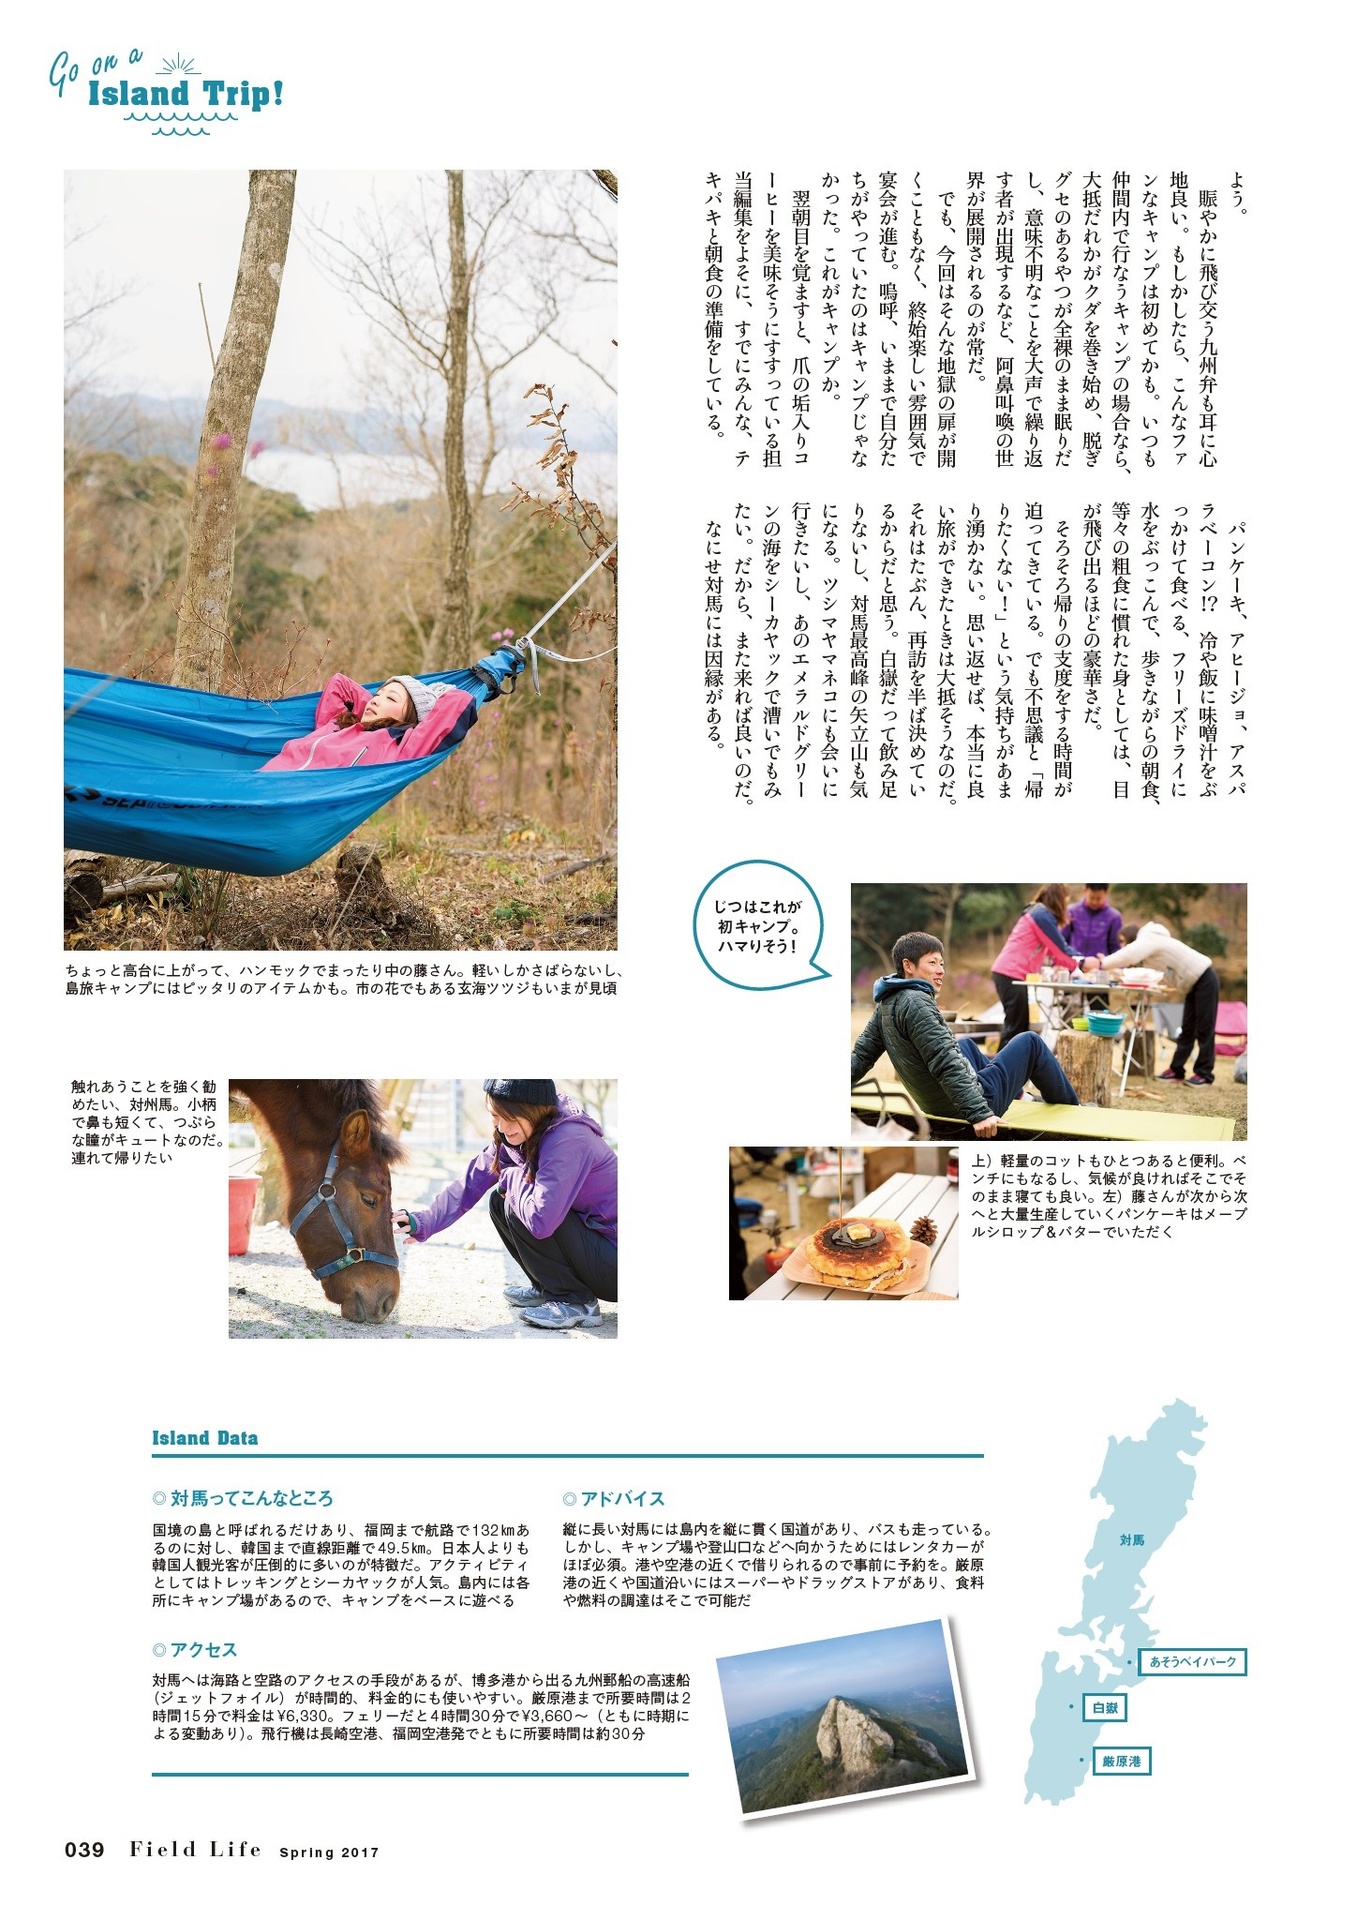 Go on a
Island Trip!
よう。
　賑やかに飛び交う九州弁も耳に心
地良い。もしかしたら、こんなファ
ンなキャンプは初めてかも。いつも
仲間内で行なうキャンプの場合なら、
大抵だれかがクダを巻き始め、脱ぎ
グセのあるやつが全裸のまま眠りだ
し、意味不明なことを大声で繰り返
す者が出現するなど、阿鼻叫喚の世
界が展開されるのが常だ。
　でも、今回はそんな地獄の扉が開
くこともなく、終始楽しい雰囲気で
宴会が進む。嗚呼、いままで自分た
ちがやっていたのはキャンプじゃな
かった。これがキャンプか。
　翌朝目を覚ますと、爪の垢入りコ
ーヒーを美味そうにすすっている担
当編集をよそに、すでにみんな、テ
キパキと朝食の準備をしている。
　パンケーキ、アヒージョ、アスパ
ラベーコン!?　冷や飯に味噌汁をぶ
っかけて食べる、フリーズドライに
水をぶっこんで、歩きながらの朝食、
等々の粗食に慣れた身としては、目
が飛び出るほどの豪華さだ。
　そろそろ帰りの支度をする時間が
迫ってきている。でも不思議と「帰
りたくない！」という気持ちがあま
り湧かない。思い返せば、本当に良
い旅ができたときは大抵そうなのだ。
それはたぶん、再訪を半ば決めてい
るからだと思う。白嶽だって飲み足
りないし、対馬最高峰の矢立山も気
になる。ツシマヤマネコにも会いに
行きたいし、あのエメラルドグリー
ンの海をシーカヤックで漕いでもみ
たい。だから、また来れば良いのだ。
　なにせ対馬には因縁がある。
ちょっと高台に上がって、ハンモックでまったり中の藤さん。軽いしかさばらないし、
島旅キャンプにはピッタリのアイテムかも。市の花でもある玄海ツツジもいまが見頃
じつはこれが
初キャンプ。
ハマりそう！
触れあうことを強く勧
めたい、対州馬。小柄
で鼻も短くて、つぶら
な瞳がキュートなのだ。
連れて帰りたい
上）軽量のコットもひとつあると便利。ベ
ンチにもなるし、気候が良ければそこでそ
のまま寝ても良い。左）藤さんが次から次
へと大量生産していくパンケーキはメープ
ルシロップ＆バターでいただく
Island Data
◎対馬ってこんなところ
国境の島と呼ばれるだけあり、福岡まで航路で132㎞あ
るのに対し、韓国まで直線距離で49.5㎞。日本人よりも
韓国人観光客が圧倒的に多いのが特徴だ。アクティビティ
としてはトレッキングとシーカヤックが人気。島内には各
所にキャンプ場があるので、キャンプをベースに遊べる
◎アドバイス
縦に長い対馬には島内を縦に貫く国道があり、バスも走っている。
しかし、キャンプ場や登山口などへ向かうためにはレンタカーが
ほぼ必須。港や空港の近くで借りられるので事前に予約を。厳原
港の近くや国道沿いにはスーパーやドラッグストアがあり、食料
や燃料の調達はそこで可能だ
◎アクセス
対馬へは海路と空路のアクセスの手段があるが、博多港から出る九州郵船の高速船
（ジェットフォイル）が時間的、料金的にも使いやすい。厳原港まで所要時間は2
時間15分で料金は¥6,330。フェリーだと4時間30分で¥3,660～（ともに時期に
よる変動あり）。飛行機は長崎空港、福岡空港発でともに所要時間は約30分
対馬
あそうベイパーク
白嶽
厳原港
039 Field Life Spring 2017